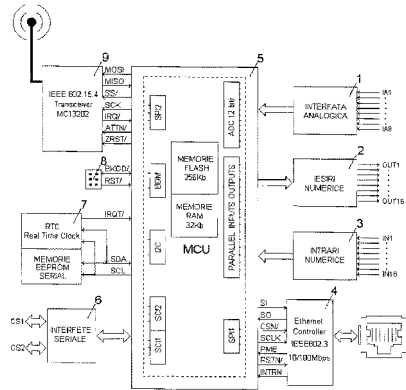 9
IEEE 802.15.4
Transceiver
MC13202
MOSI
MISO
SS/
SCK
IRQ/
ATTN/
ZRST/
8
BKGD/
RST/
7
RTC
Real Time Clock
MEMORIE
EEPROM
SERIAL
IRQT/
SDA
SCL
6
INTERFETE
SERIALE
CS1
CS2
5
SPI2
BDM
I2C
SCI2
SCI1
MEMORIE
FLASH
256Kb
MEMORIE
RAM
32Kb
MCU
ADC 12 bit
PARALLEL INPUTS OUTPUTS
SPI1
1
INTERFATA
ANALOGICA
IA1
IA8
2
IESIRI
NUMERICE
OUT1
OUT16
3
INTRARI
NUMERICE
IN1
IN16
4
Ethernet
Controller
IEEE802.3
10/100Mbps
SI
SO
CSN/
SCLK
PME
RSTN/
INTRN